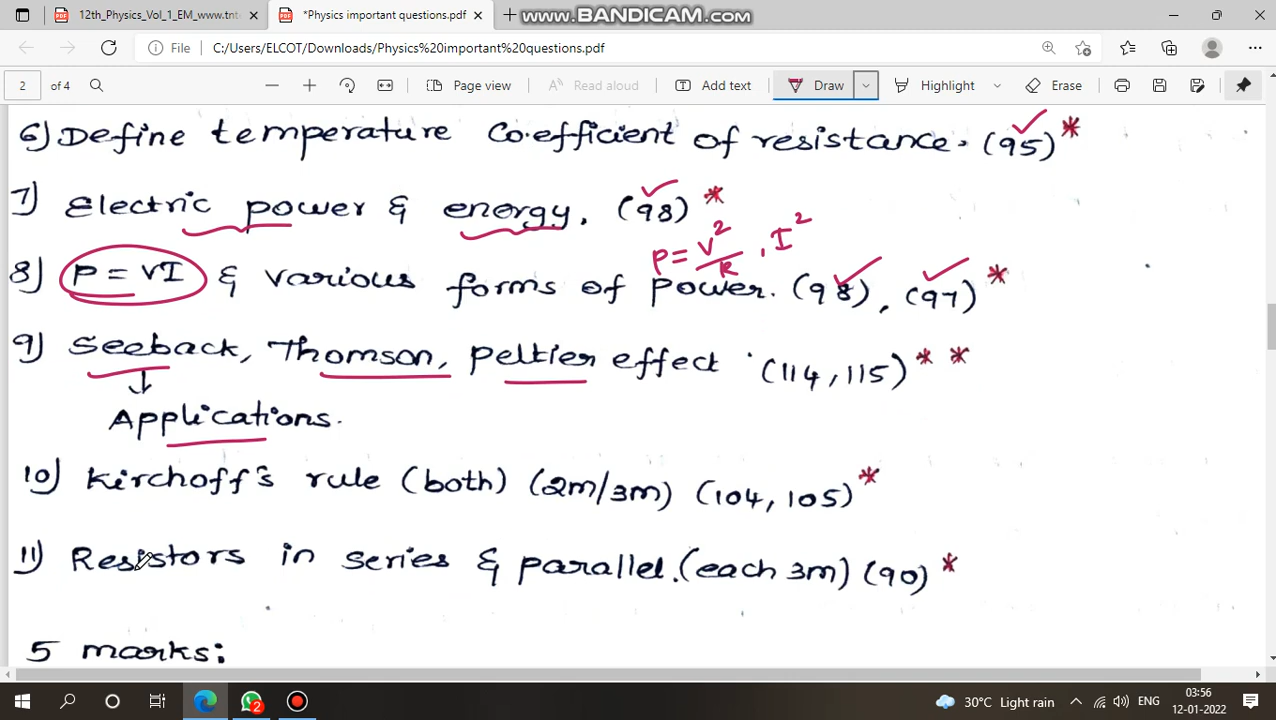 12th_Physics_Vol_1_EM_www.tnt
*Physics important questions.pdf
www.BANDICAM.com
File C:/Users/ELCOT/Downloads/Physics%20important%20questions.pdf
2 of 4 Page view Read aloud Add text Draw Highlight Erase
6) Define temperature Co.efficient of resistance. (95) *
7) Electric power & energy. (98) *
P = V²/R , I²
8) P = VI & various forms of power. (98), (97) *
9) Seeback, Thomson, Peltier effect (114, 115) * *
Applications.
10) Kirchoff's rule (both) (2m/3m) (104, 105) *
11) Resistors in series & parallel. (each 3m) (90) *
5 marks:
2
30°C Light rain ENG 03:56
12-01-2022